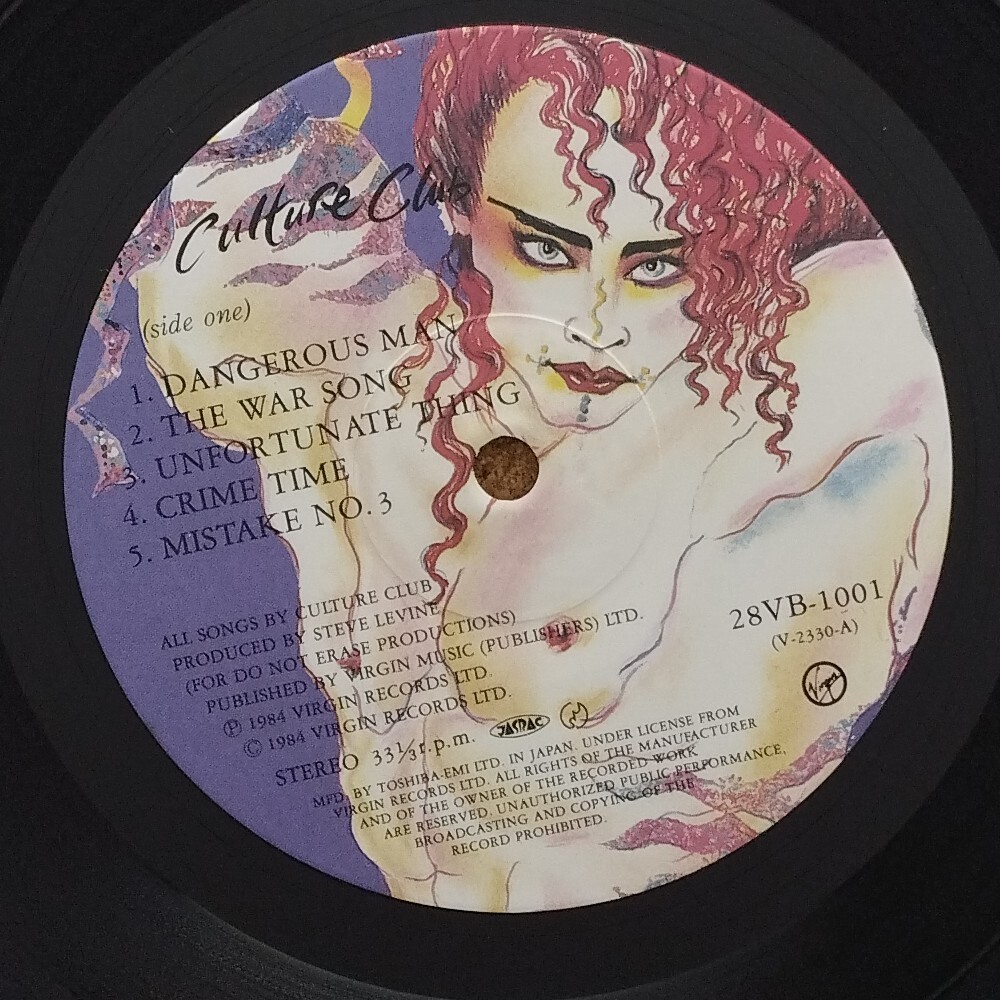 Culture Club
(side one)
1. DANGEROUS MAN
2. THE WAR SONG
3. UNFORTUNATE THING
4. CRIME TIME
5. MISTAKE NO. 3
ALL SONGS BY CULTURE CLUB
PRODUCED BY STEVE LEVINE
(FOR DO NOT ERASE PRODUCTIONS)
PUBLISHED BY VIRGIN MUSIC (PUBLISHERS) LTD.
℗ 1984 VIRGIN RECORDS LTD.
© 1984 VIRGIN RECORDS LTD.
STEREO 33⅓ r.p.m.
JASRAC
28VB-1001
(V-2330-A)
Virgin
MFD. BY TOSHIBA-EMI LTD. IN JAPAN. UNDER LICENSE FROM
VIRGIN RECORDS LTD. ALL RIGHTS OF THE MANUFACTURER
AND OF THE OWNER OF THE RECORDED WORK
ARE RESERVED. UNAUTHORIZED PUBLIC PERFORMANCE,
BROADCASTING AND COPYING OF THE
RECORD PROHIBITED.